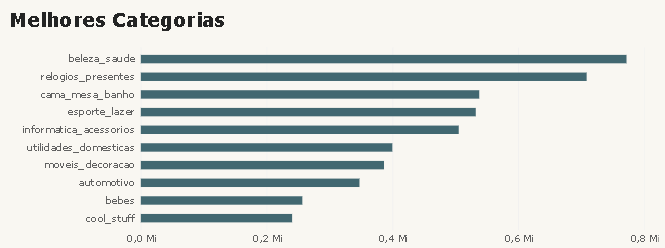 Melhores Categorias
beleza_saude
relogios_presentes
cama_mesa_banho
esporte_lazer
informatica_acessorios
utilidades_domesticas
moveis_decoracao
automotivo
bebes
cool_stuff
0,0 Mi 0,2 Mi 0,4 Mi 0,6 Mi 0,8 Mi